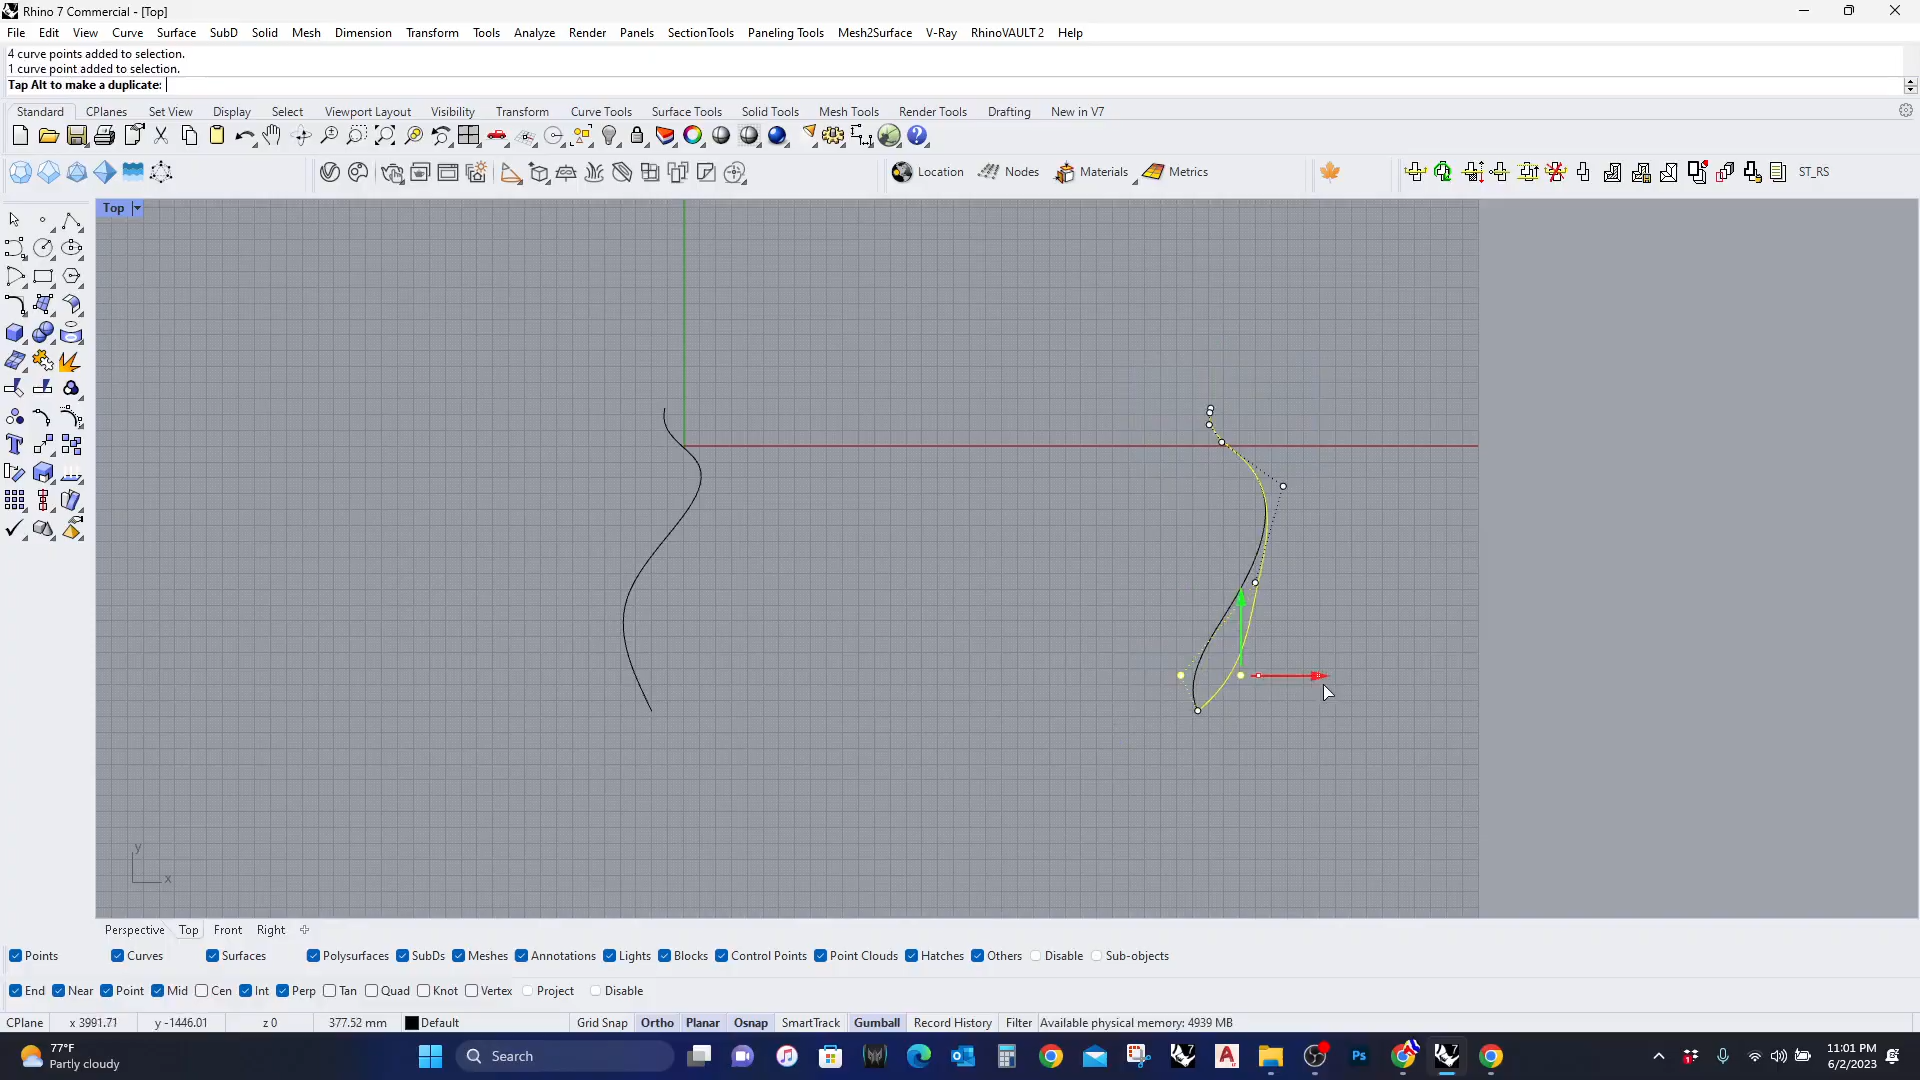 Rhino 7 Commercial - [Top]
File Edit View Curve Surface SubD Solid Mesh Dimension Transform Tools Analyze Render Panels SectionTools Paneling Tools Mesh2Surface V-Ray RhinoVAULT 2 Help
4 curve points added to selection.
1 curve point added to selection.
Tap Alt to make a duplicate:
Standard CPlanes Set View Display Select Viewport Layout Visibility Transform Curve Tools Surface Tools Solid Tools Mesh Tools Render Tools Drafting New in V7
Location Nodes Materials Metrics ST_RS
Top
y
x
Perspective Top Front Right
Points Curves Surfaces Polysurfaces SubDs Meshes Annotations Lights Blocks Control Points Point Clouds Hatches Others Disable Sub-objects
End Near Point Mid Cen Int Perp Tan Quad Knot Vertex Project Disable
CPlane x 3991.71 y -1446.01 z 0 377.52 mm Default Grid Snap Ortho Planar Osnap SmartTrack Gumball Record History Filter Available physical memory: 4939 MB
77°F
Partly cloudy
Search
11:01 PM
6/2/2023